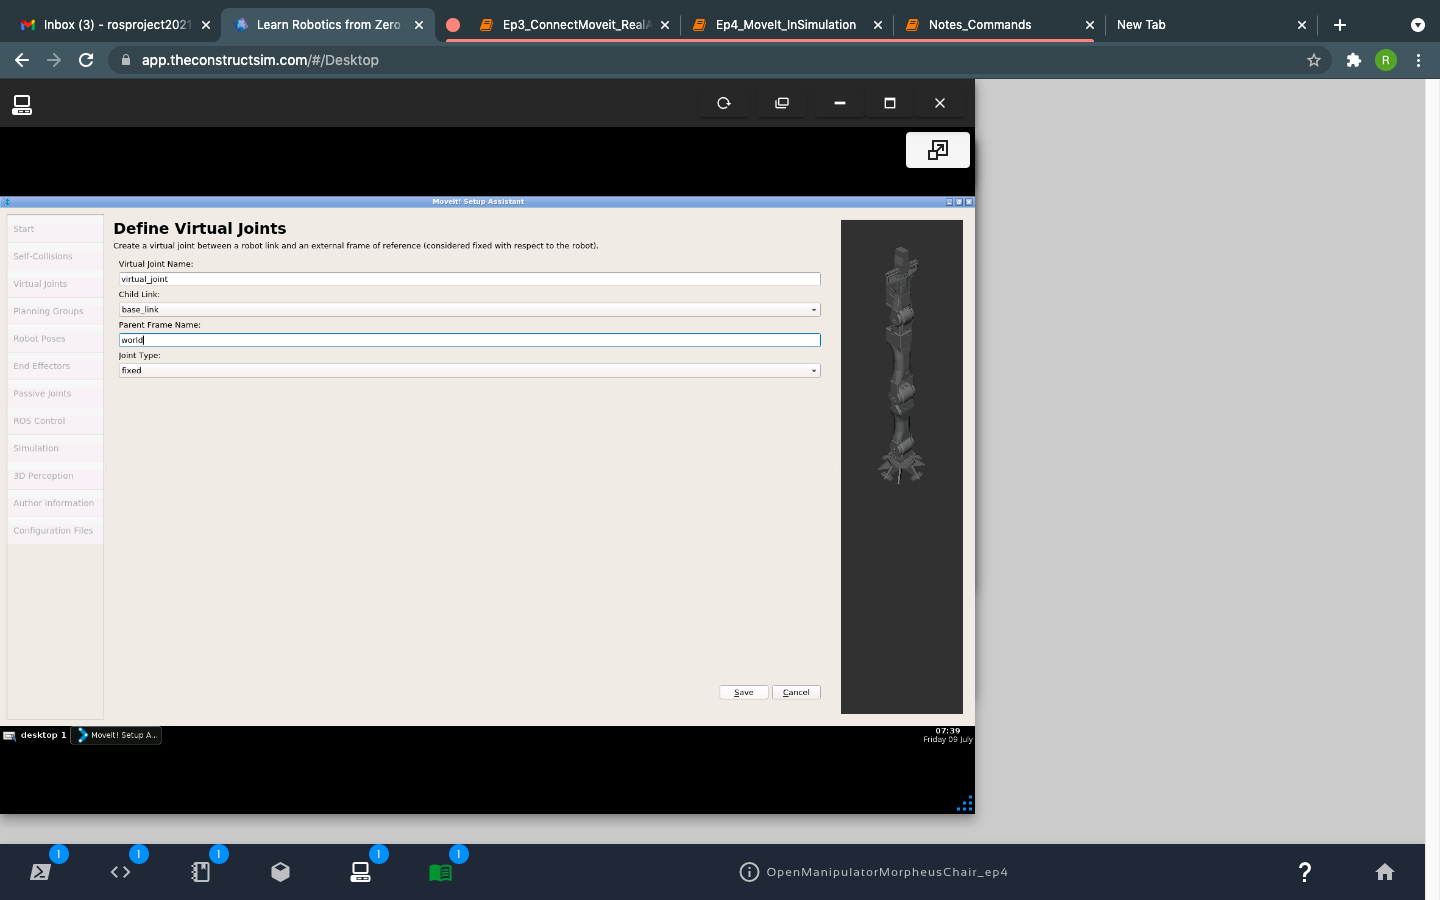 Inbox (3) - rosproject2021
Learn Robotics from Zero
Ep3_ConnectMoveit_RealA
Ep4_MoveIt_InSimulation
Notes_Commands
New Tab
app.theconstructsim.com/#/Desktop
R
MoveIt! Setup Assistant
Start
Self-Collisions
Virtual Joints
Planning Groups
Robot Poses
End Effectors
Passive Joints
ROS Control
Simulation
3D Perception
Author Information
Configuration Files
Define Virtual Joints
Create a virtual joint between a robot link and an external frame of reference (considered fixed with respect to the robot).
Virtual Joint Name:
virtual_joint
Child Link:
base_link
Parent Frame Name:
world
Joint Type:
fixed
Save
Cancel
desktop 1
MoveIt! Setup A...
07:39
Friday 09 July
1
1
1
1
1
OpenManipulatorMorpheusChair_ep4
?